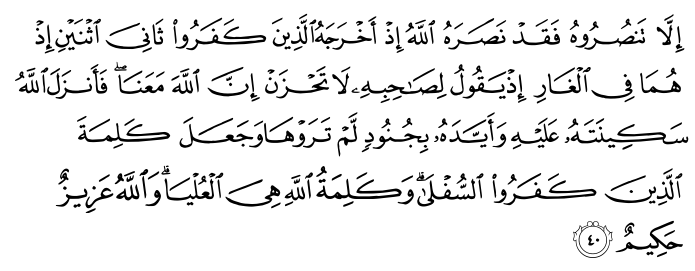 إِلَّا تَنصُرُوهُ فَقَدْ نَصَرَهُ ٱللَّهُ إِذْ أَخْرَجَهُ ٱلَّذِينَ كَفَرُوا۟ ثَانِىَ ٱثْنَيْنِ إِذْ
هُمَا فِى ٱلْغَارِ إِذْ يَقُولُ لِصَـٰحِبِهِۦ لَا تَحْزَنْ إِنَّ ٱللَّهَ مَعَنَا ۖ فَأَنزَلَ ٱللَّهُ
سَكِينَتَهُۥ عَلَيْهِ وَأَيَّدَهُۥ بِجُنُودٍ لَّمْ تَرَوْهَا وَجَعَلَ كَلِمَةَ
ٱلَّذِينَ كَفَرُوا۟ ٱلسُّفْلَىٰ ۗ وَكَلِمَةُ ٱللَّهِ هِىَ ٱلْعُلْيَا ۗ وَٱللَّهُ عَزِيزٌ
حَكِيمٌ ٤٠